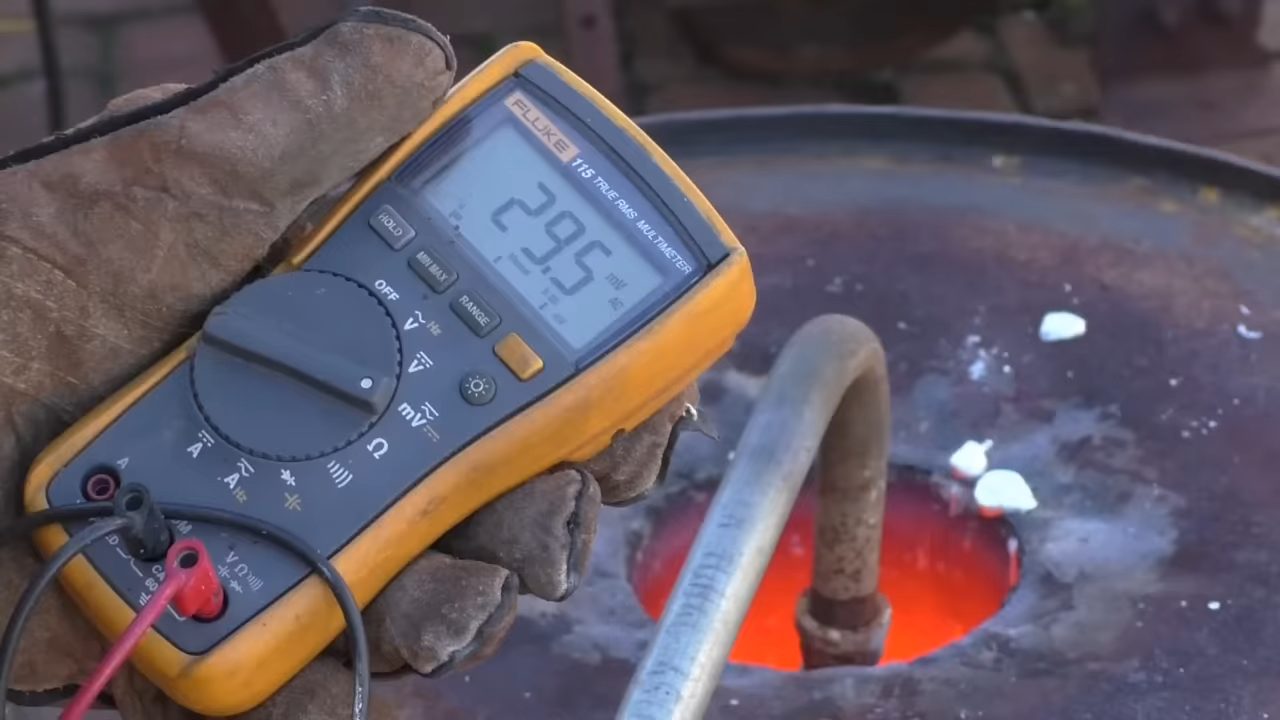 FLUKE
115 TRUE RMS MULTIMETER
29.5
mV
HOLD
MIN MAX
RANGE
OFF
V Hz
V
mV
Ω
A
A Hz
A
V Ω